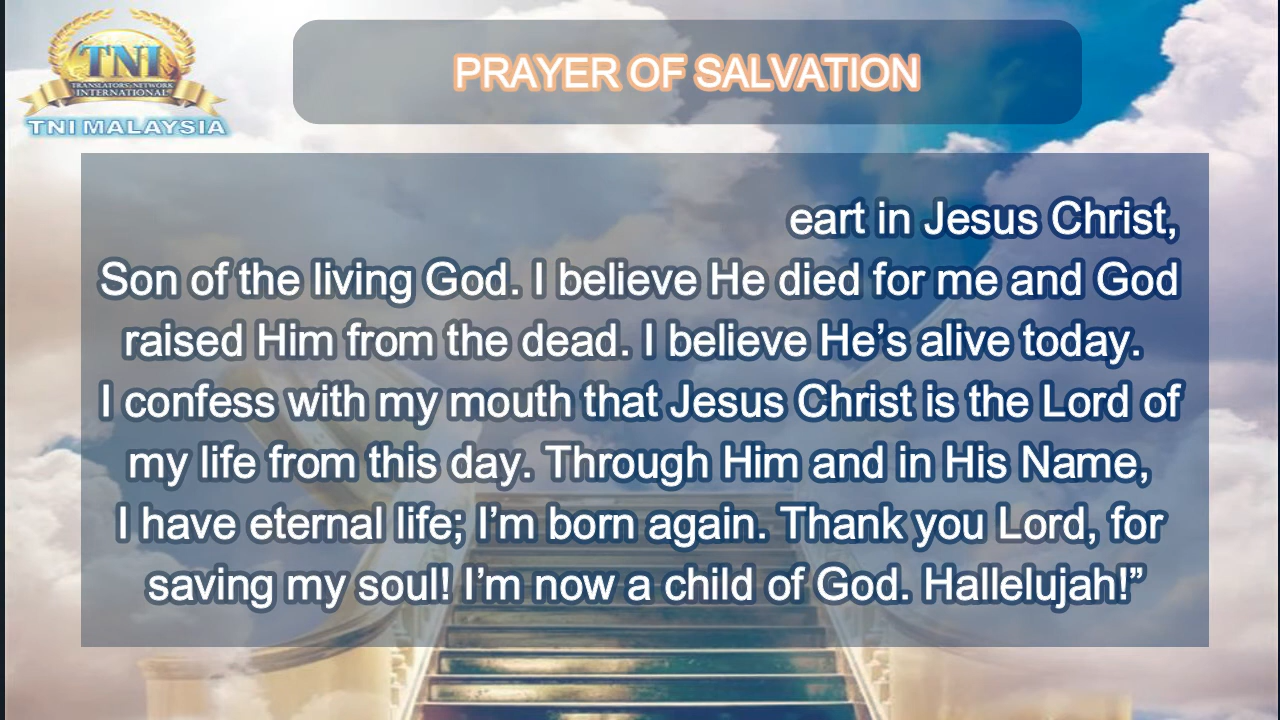 TNI
TRANSLATORS' NETWORK
INTERNATIONAL
TNI MALAYSIA
PRAYER OF SALVATION
eart in Jesus Christ,
Son of the living God. I believe He died for me and God
raised Him from the dead. I believe He’s alive today.
I confess with my mouth that Jesus Christ is the Lord of
my life from this day. Through Him and in His Name,
I have eternal life; I’m born again. Thank you Lord, for
saving my soul! I’m now a child of God. Hallelujah!”